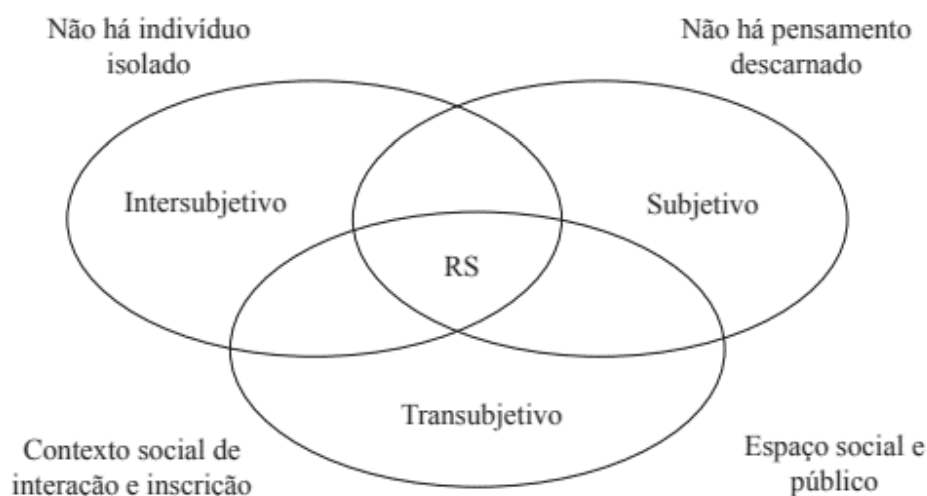 Não há indivíduo
isolado
Não há pensamento
descarnado
Intersubjetivo
Subjetivo
RS
Transubjetivo
Contexto social de
interação e inscrição
Espaço social e
público